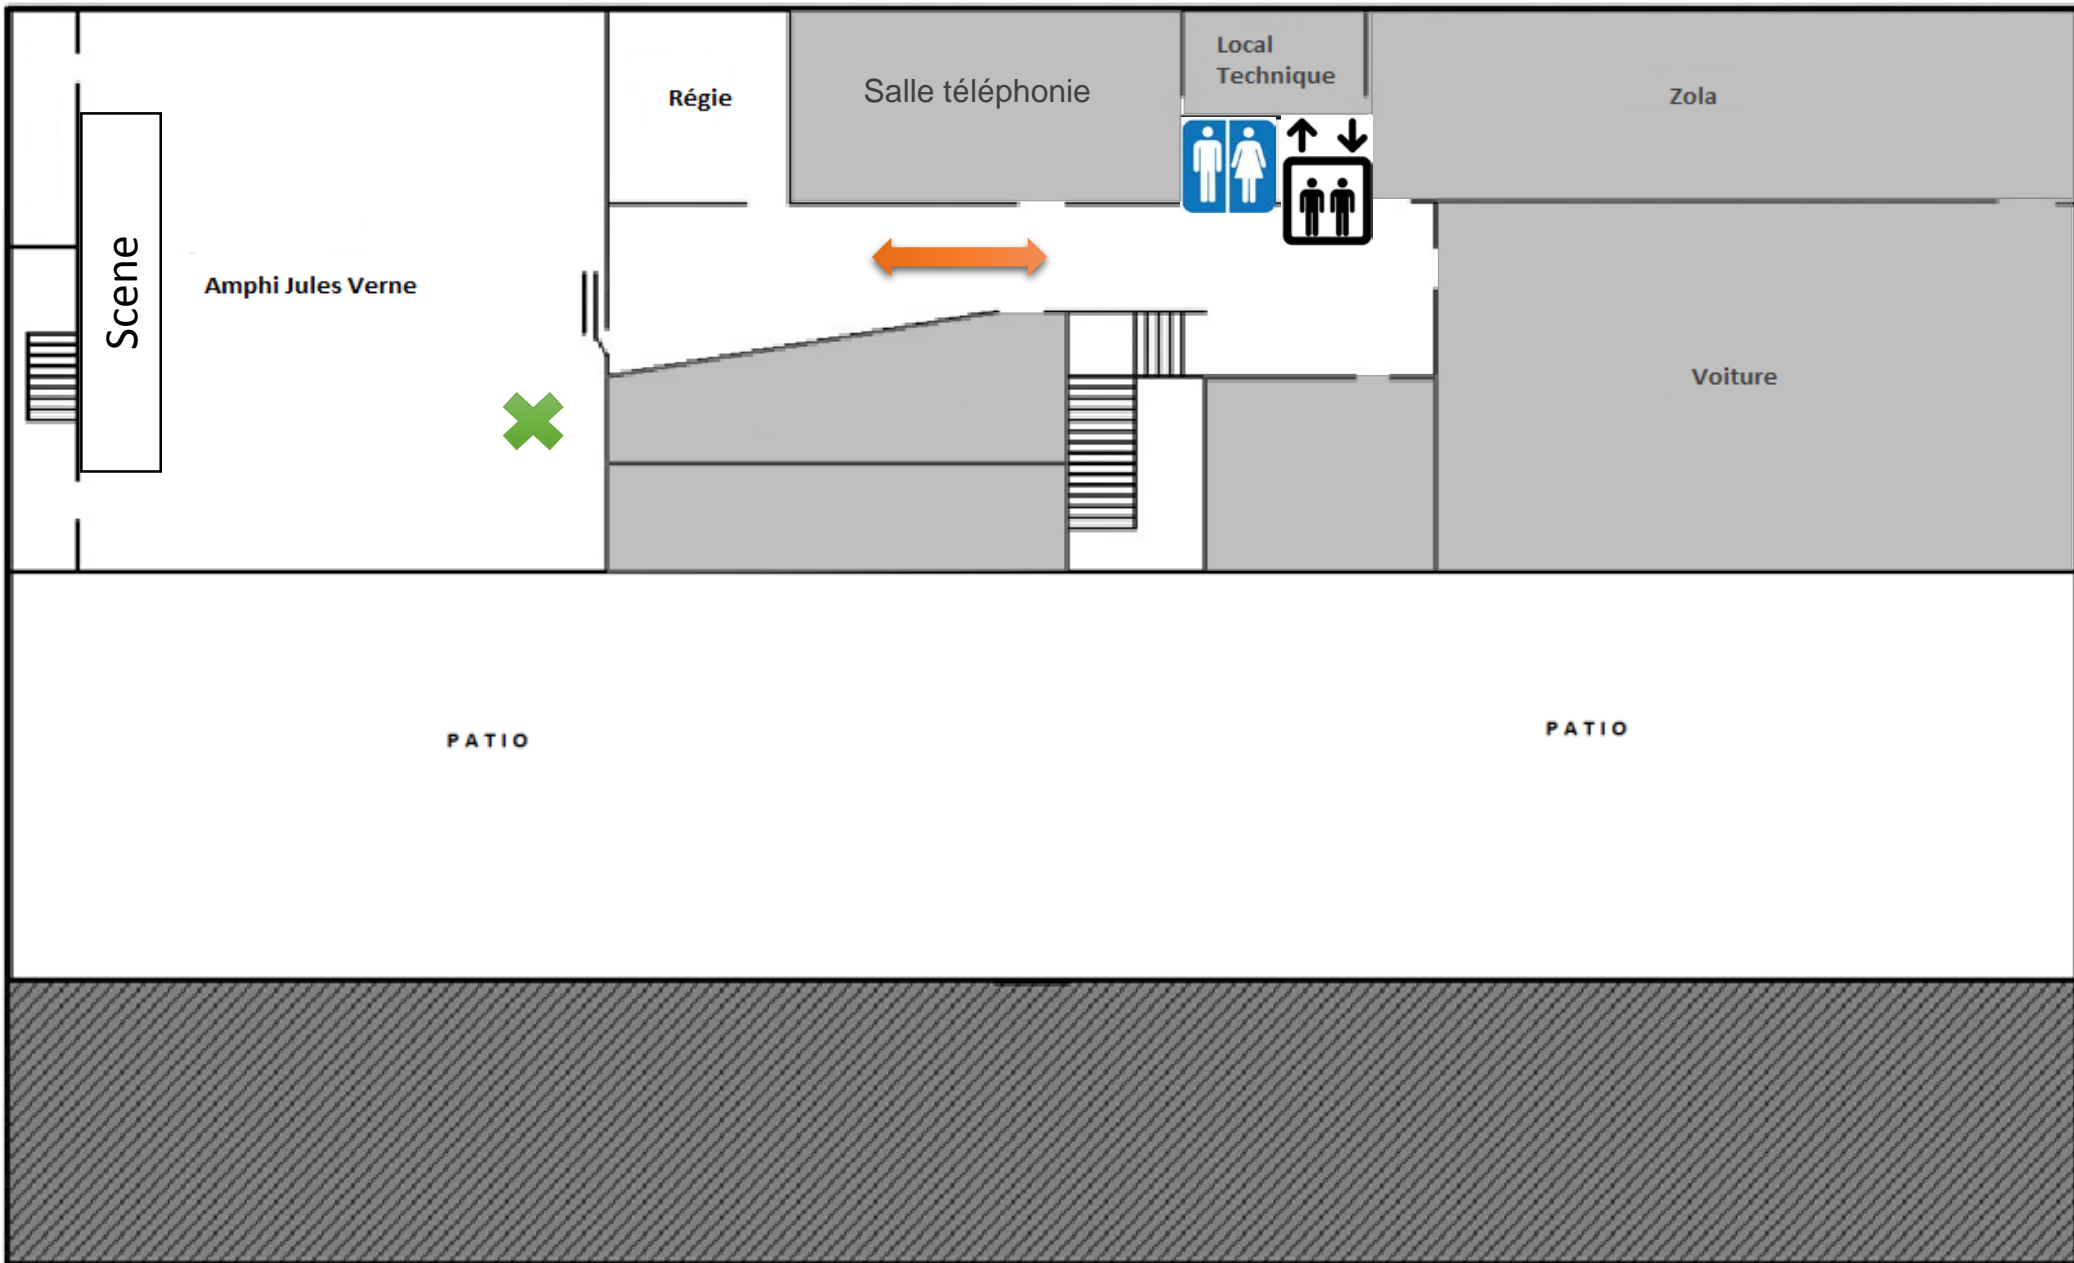 Régie
Salle téléphonie
Local
Technique
Zola
Scene
Amphi Jules Verne
Voiture
PATIO
PATIO